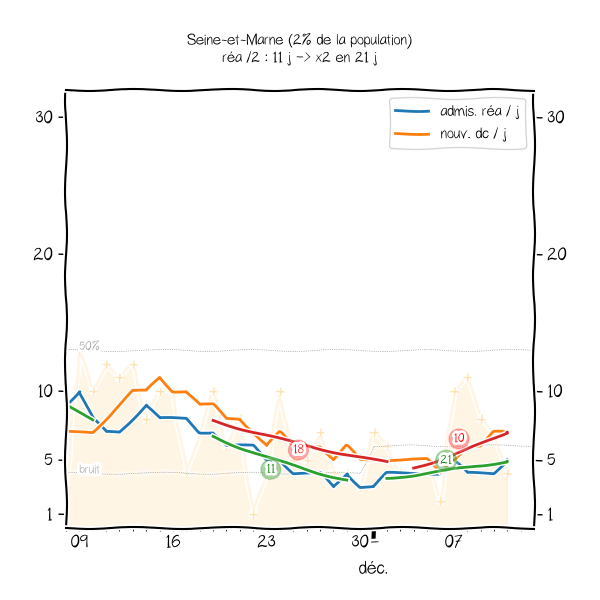 Seine-et-Marne (2% de la population)
réa /2 : 11 j -> x2 en 21 j
admis. réa / j
nouv. dc / j
30
30
20
20
50%
10
10
10
18
21
11
5
5
bruit
1
1
09 16 23 30 07
déc.